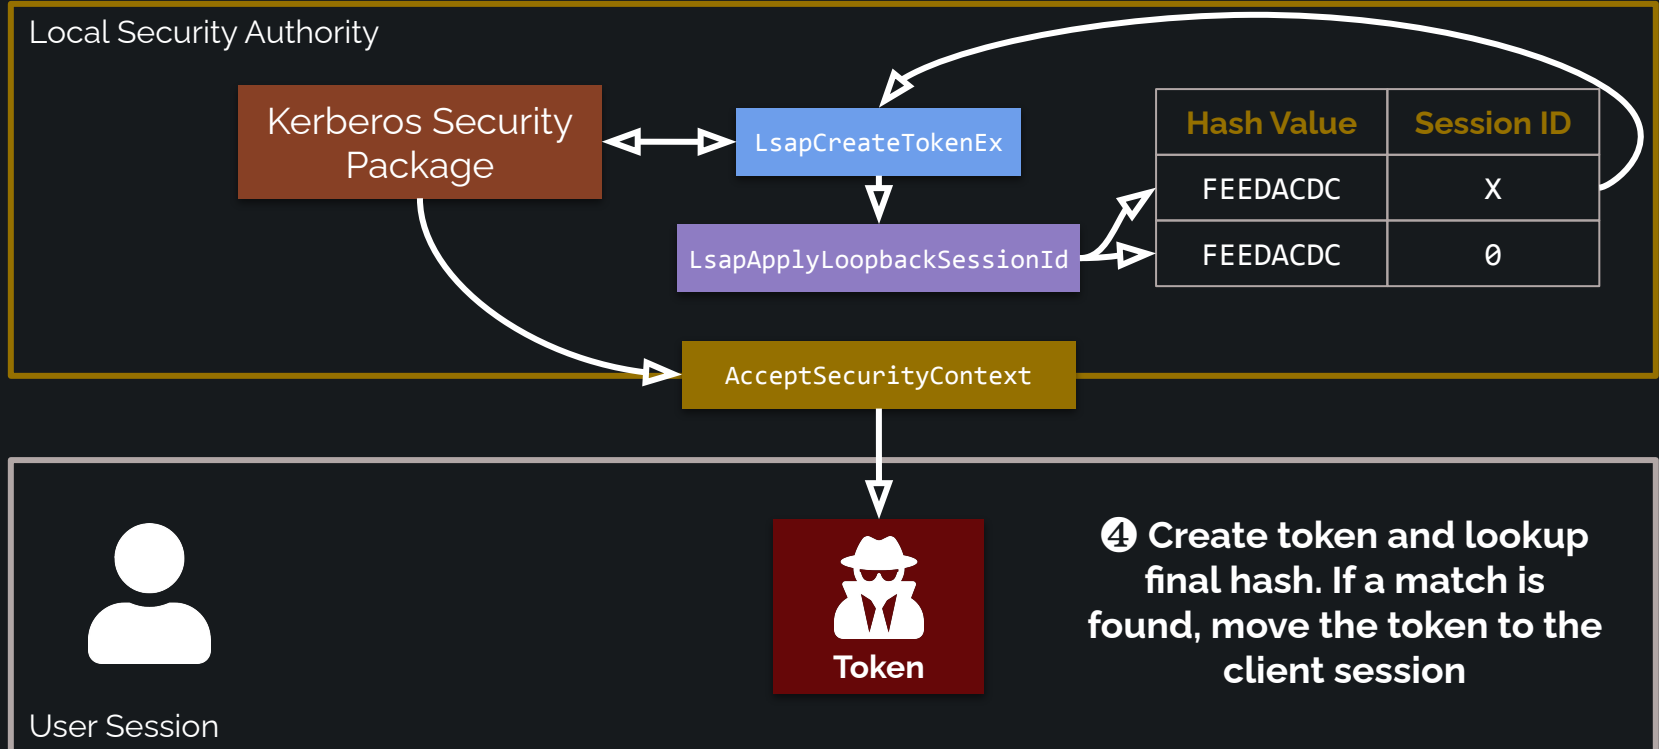 Local Security Authority
Kerberos Security
Package
LsapCreateTokenEx
LsapApplyLoopbackSessionId
Hash Value Session ID
FEEDACDC X
FEEDACDC 0
AcceptSecurityContext
Token
❹ Create token and lookup
final hash. If a match is
found, move the token to the
client session
User Session